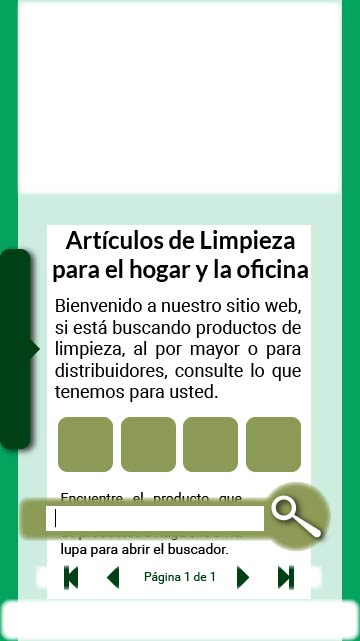 Artículos de Limpieza
para el hogar y la oficina
Bienvenido a nuestro sitio web,
si está buscando productos de
limpieza, al por mayor o para
distribuidores, consulte lo que
tenemos para usted.
Encuentre el producto que
lupa para abrir el buscador.
Página 1 de 1